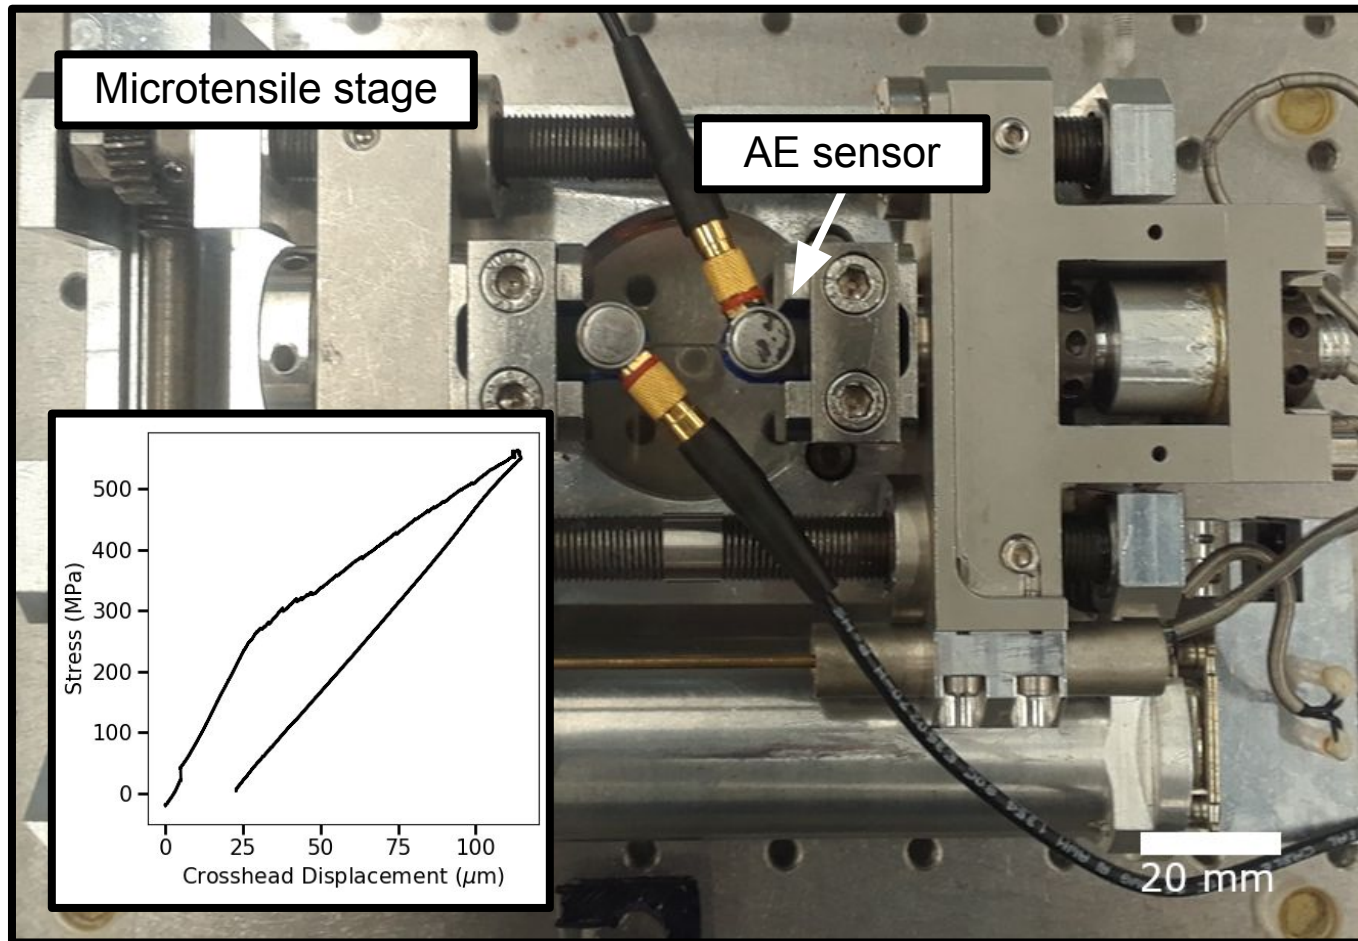 Microtensile stage
AE sensor
500
400
300
200
100
0
Stress (MPa)
0 25 50 75 100
Crosshead Displacement (μm)
20 mm